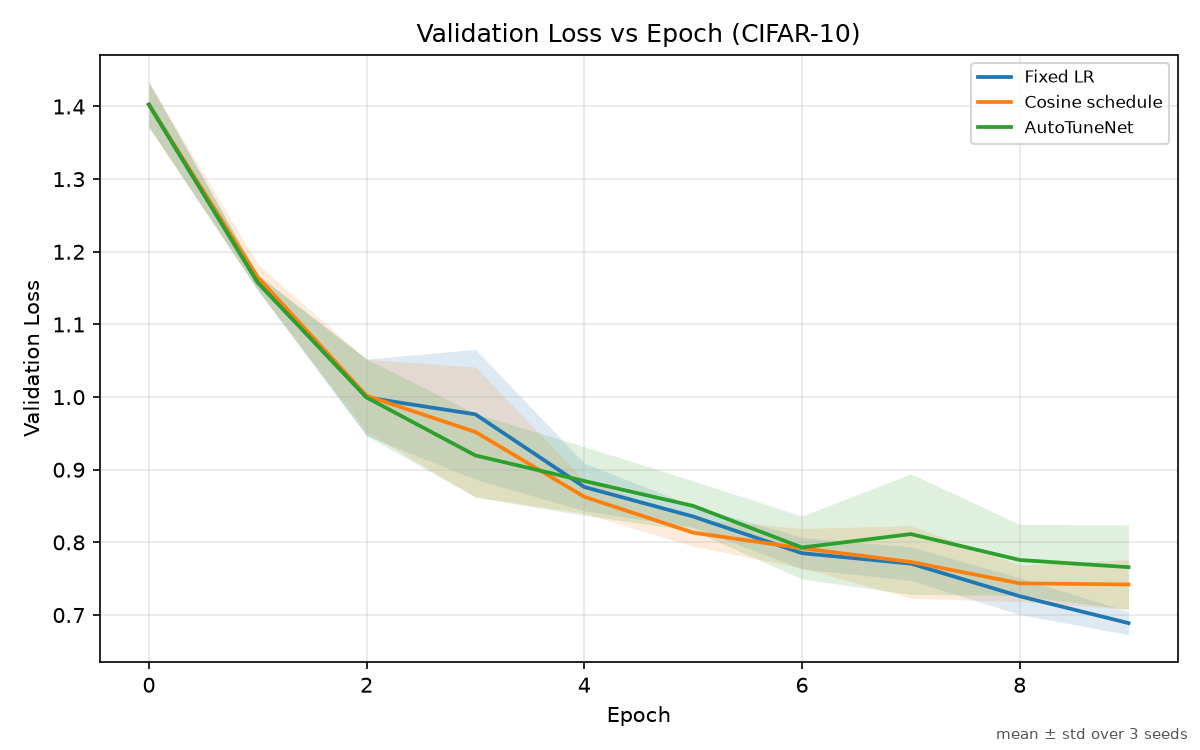 Validation Loss vs Epoch (CIFAR-10)
Fixed LR
Cosine schedule
AutoTuneNet
Validation Loss
1.4
1.3
1.2
1.1
1.0
0.9
0.8
0.7
0 2 4 6 8
Epoch
mean ± std over 3 seeds